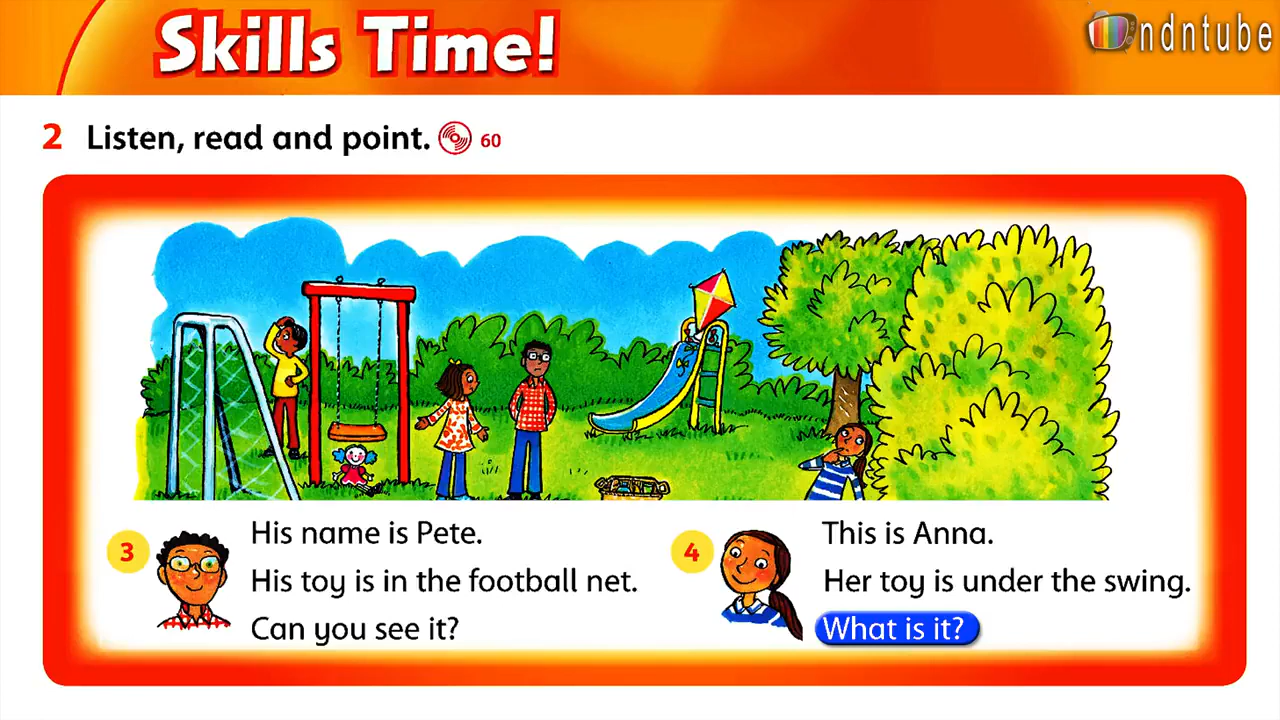 Skills Time!
ndntube
2 Listen, read and point. 60
3 His name is Pete.
His toy is in the football net.
Can you see it?
4 This is Anna.
Her toy is under the swing.
What is it?